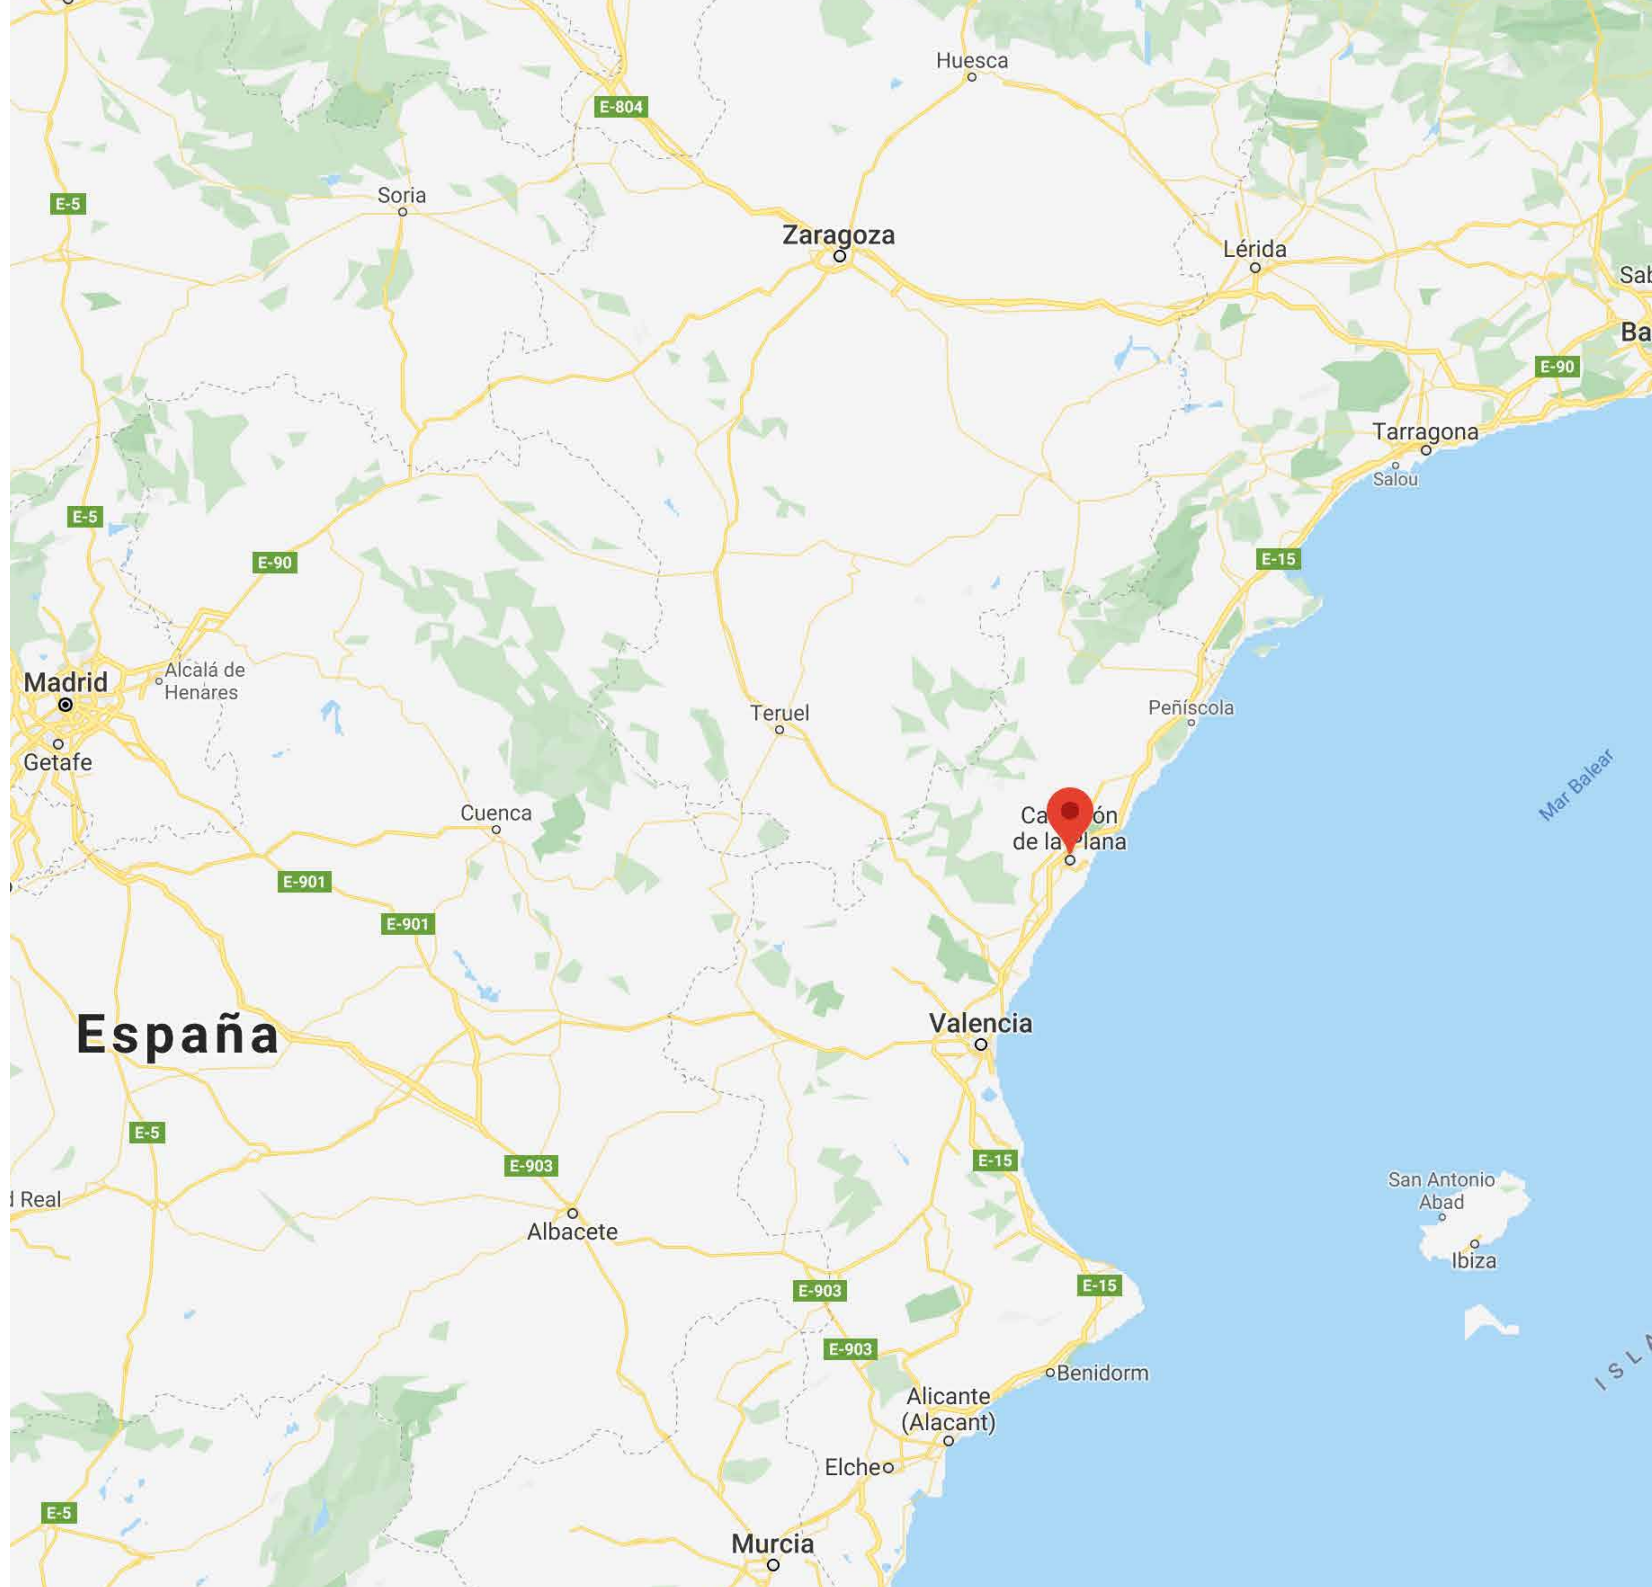 Huesca
E-804
Soria
E-5
Zaragoza
Lérida
Sab
Ba
E-90
Tarragona
Salou
E-5
E-90
E-15
Alcalá de
Henares
Madrid
Getafe
Teruel
Peñíscola
Mar Balear
Cuenca
de la Plana
E-901
E-901
España
Valencia
E-5
E-903
E-15
San Antonio
Abad
Real
Albacete
Ibiza
E-903
E-15
E-903
ISLA
Benidorm
Alicante
(Alacant)
Elche
E-5
Murcia